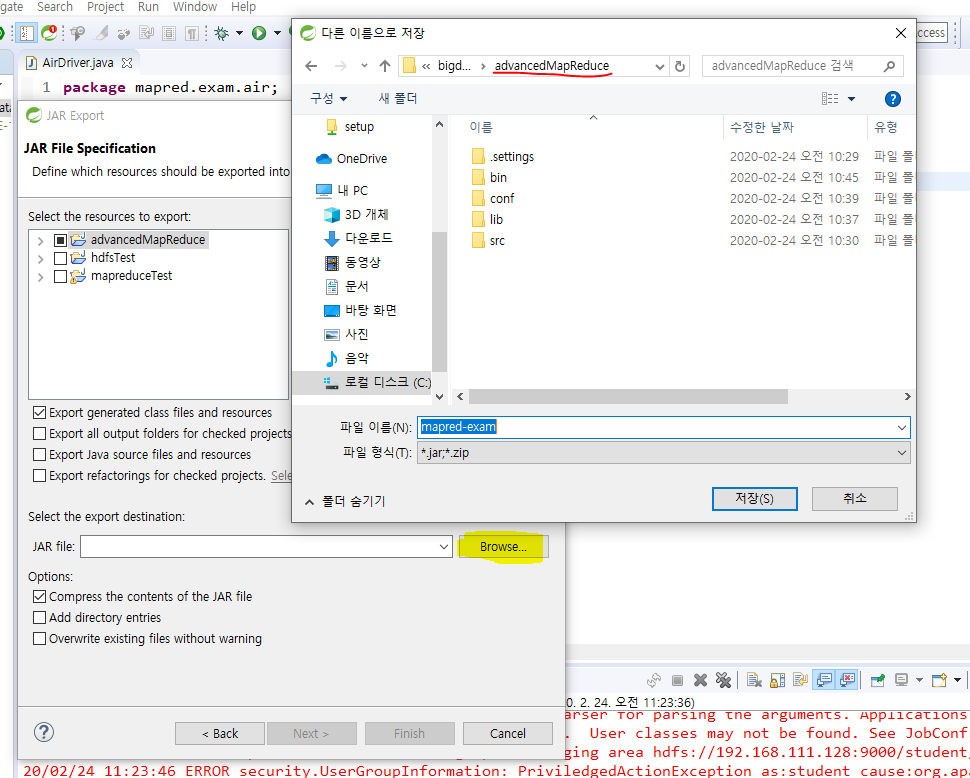 gate Search Project Run Window Help
ccess
AirDriver.java
1 package mapred.exam.air;
JAR Export
JAR File Specification
Define which resources should be exported into
Select the resources to export:
advancedMapReduce
hdfsTest
mapreduceTest
Export generated class files and resources
Export all output folders for checked projects
Export Java source files and resources
Export refactorings for checked projects. Sele
Select the export destination:
JAR file:
Browse...
Options:
Compress the contents of the JAR file
Add directory entries
Overwrite existing files without warning
< Back
Next >
Finish
Cancel
다른 이름으로 저장
« bigd... › advancedMapReduce
advancedMapReduce 검색
구성
새 폴더
setup
OneDrive
내 PC
3D 개체
다운로드
동영상
문서
바탕 화면
사진
음악
로컬 디스크 (C:)
이름 수정한 날짜 유형
.settings 2020-02-24 오전 10:29 파일 폴
bin 2020-02-24 오전 10:45 파일 폴
conf 2020-02-24 오전 10:39 파일 폴
lib 2020-02-24 오전 10:37 파일 폴
src 2020-02-24 오전 10:30 파일 폴
파일 이름(N): mapred-exam
파일 형식(T): *.jar;*.zip
폴더 숨기기
저장(S)
취소
0. 2. 24. 오전 11:23:36)
arser for parsing the arguments. Applications
. User classes may not be found. See JobConf
ging area hdfs://192.168.111.128:9000/student
20/02/24 11:23:46 ERROR security.UserGroupInformation: PriviledgedActionException as:student cause:org.apa